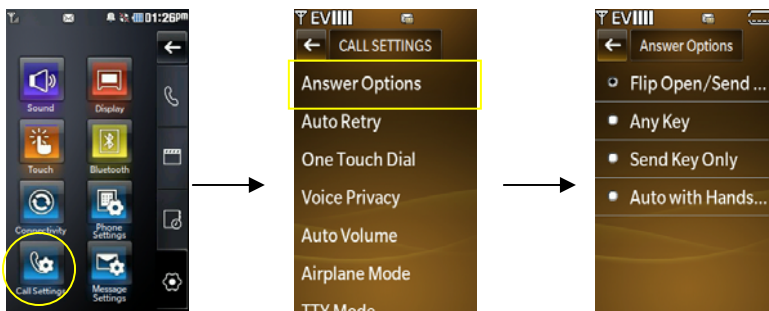 01:26PM
Sound
Display
Touch
Bluetooth
Connectivity
Phone
Settings
Call Settings
Message
Settings
EV
CALL SETTINGS
Answer Options
Auto Retry
One Touch Dial
Voice Privacy
Auto Volume
Airplane Mode
TTY Mode
EV
Answer Options
Flip Open/Send ...
Any Key
Send Key Only
Auto with Hands...